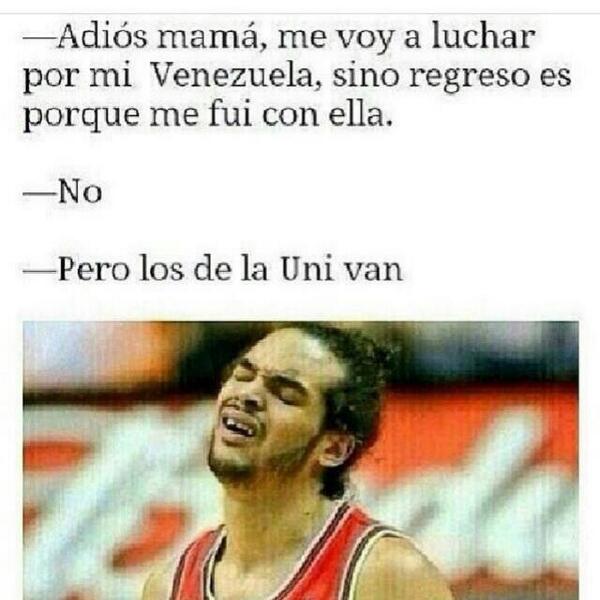 —Adiós mamá, me voy a luchar
por mi Venezuela, sino regreso es
porque me fui con ella.
—No
—Pero los de la Uni van